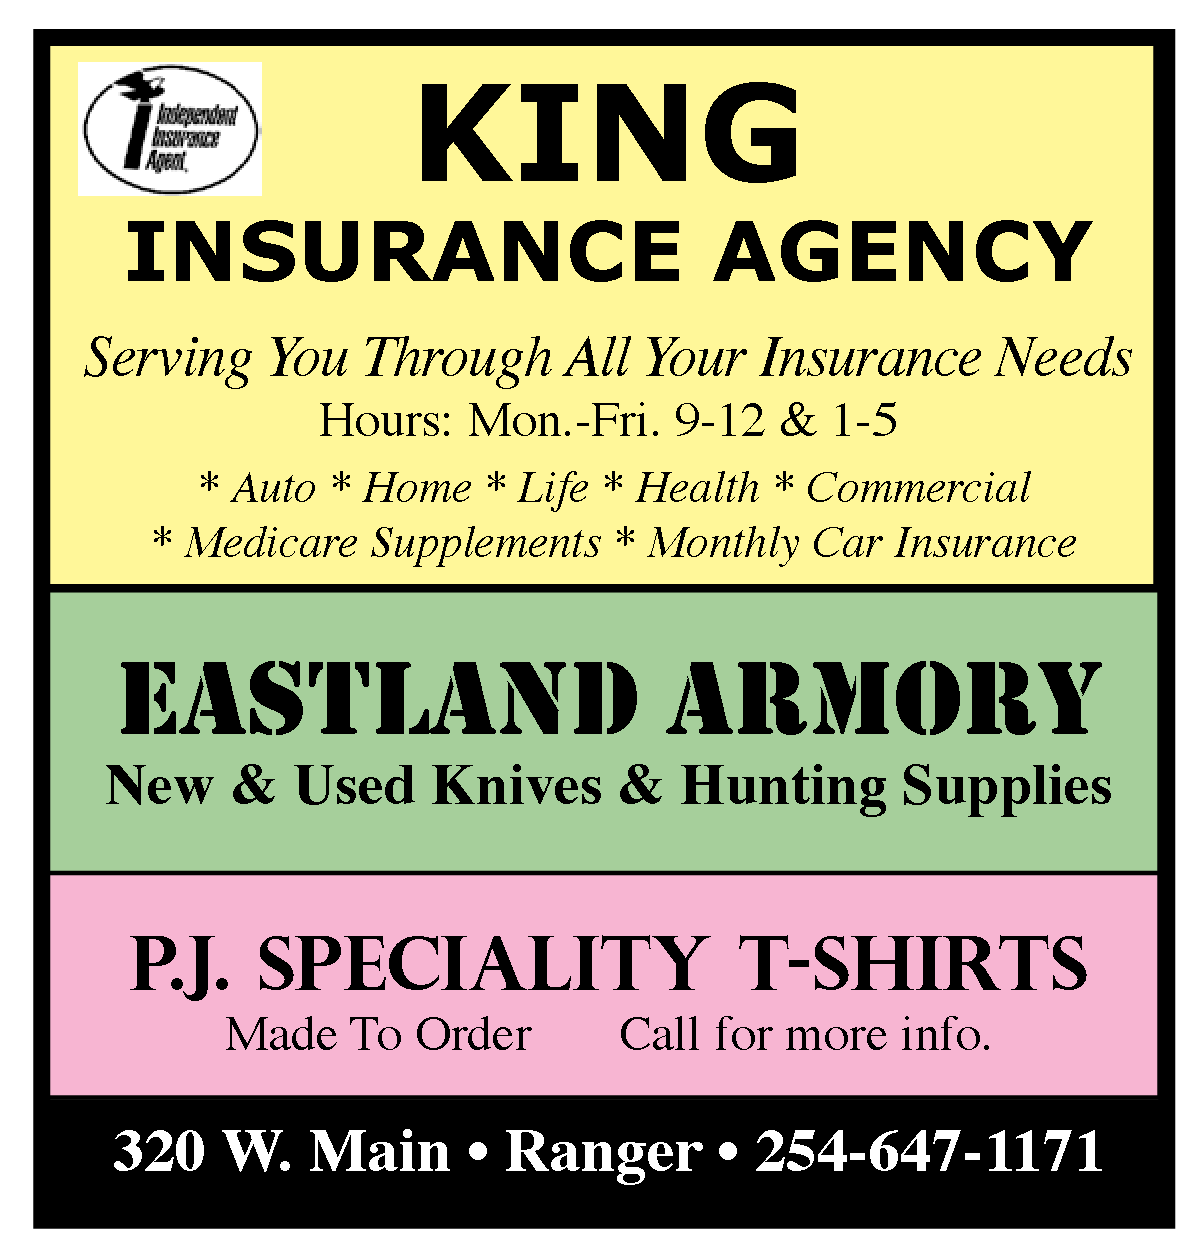 Independent
Insurance
Agent
KING
INSURANCE AGENCY
Serving You Through All Your Insurance Needs
Hours: Mon.-Fri. 9-12 & 1-5
* Auto * Home * Life * Health * Commercial
* Medicare Supplements * Monthly Car Insurance
EASTLAND ARMORY
New & Used Knives & Hunting Supplies
P.J. SPECIALITY T-SHIRTS
Made To Order Call for more info.
320 W. Main • Ranger • 254-647-1171